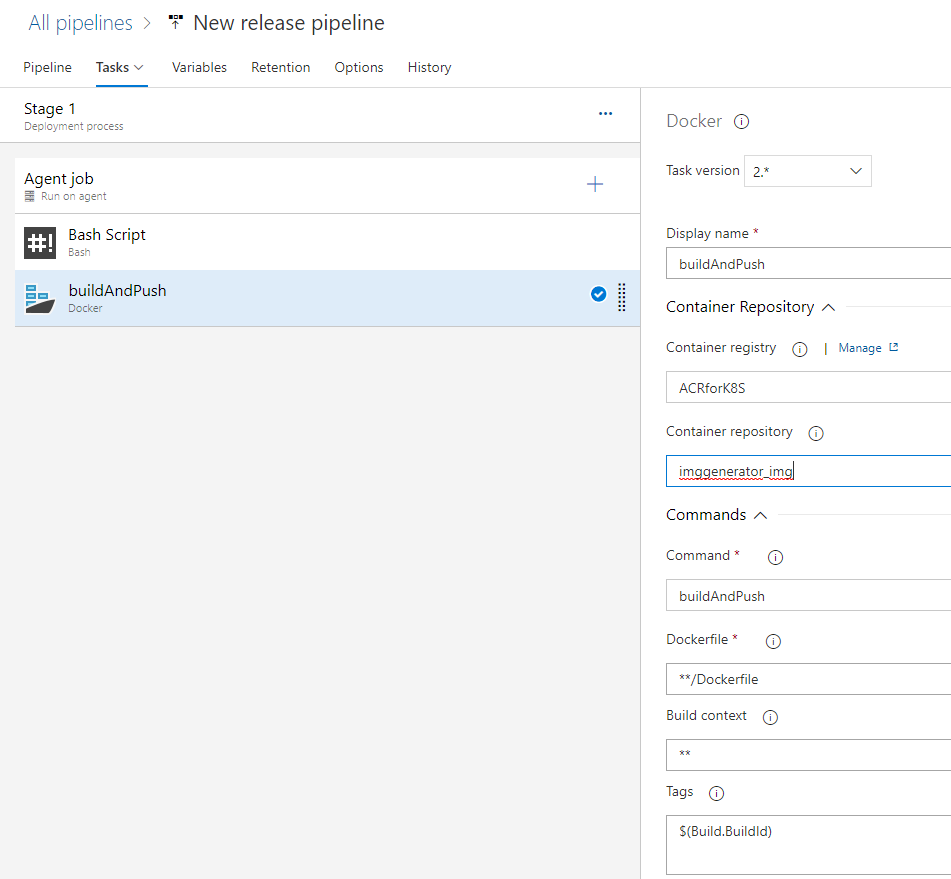 All pipelines > New release pipeline
Pipeline Tasks Variables Retention Options History
Stage 1
Deployment process
Agent job
Run on agent
#! Bash Script
Bash
buildAndPush
Docker
Docker
Task version 2.*
Display name *
buildAndPush
Container Repository
Container registry | Manage
ACRforK8S
Container repository
imggenerator_img
Commands
Command *
buildAndPush
Dockerfile *
**/Dockerfile
Build context
**
Tags
$(Build.BuildId)